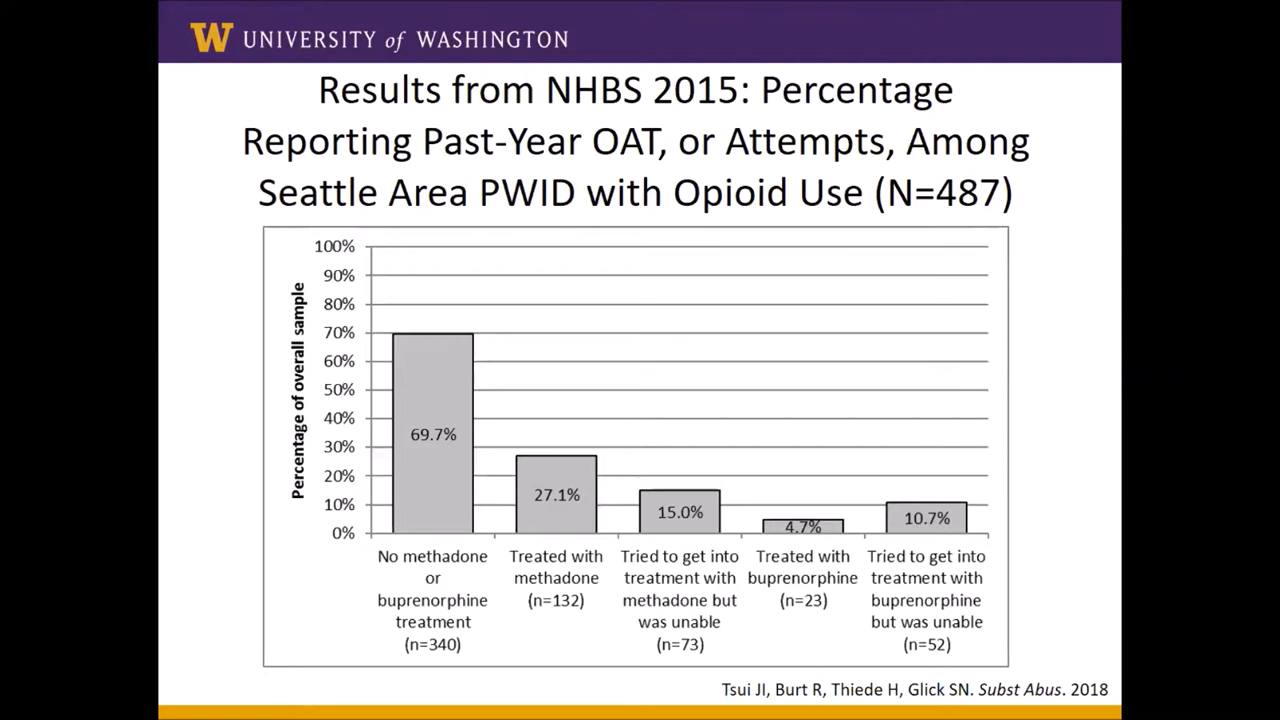 W UNIVERSITY of WASHINGTON
Results from NHBS 2015: Percentage
Reporting Past-Year OAT, or Attempts, Among
Seattle Area PWID with Opioid Use (N=487)
Percentage of overall sample
100%
90%
80%
70%
60%
50%
40%
30%
20%
10%
0%
69.7%
27.1%
15.0%
4.7%
10.7%
No methadone
or
buprenorphine
treatment
(n=340)
Treated with
methadone
(n=132)
Tried to get into
treatment with
methadone but
was unable
(n=73)
Treated with
buprenorphine
(n=23)
Tried to get into
treatment with
buprenorphine
but was unable
(n=52)
Tsui JI, Burt R, Thiede H, Glick SN. Subst Abus. 2018